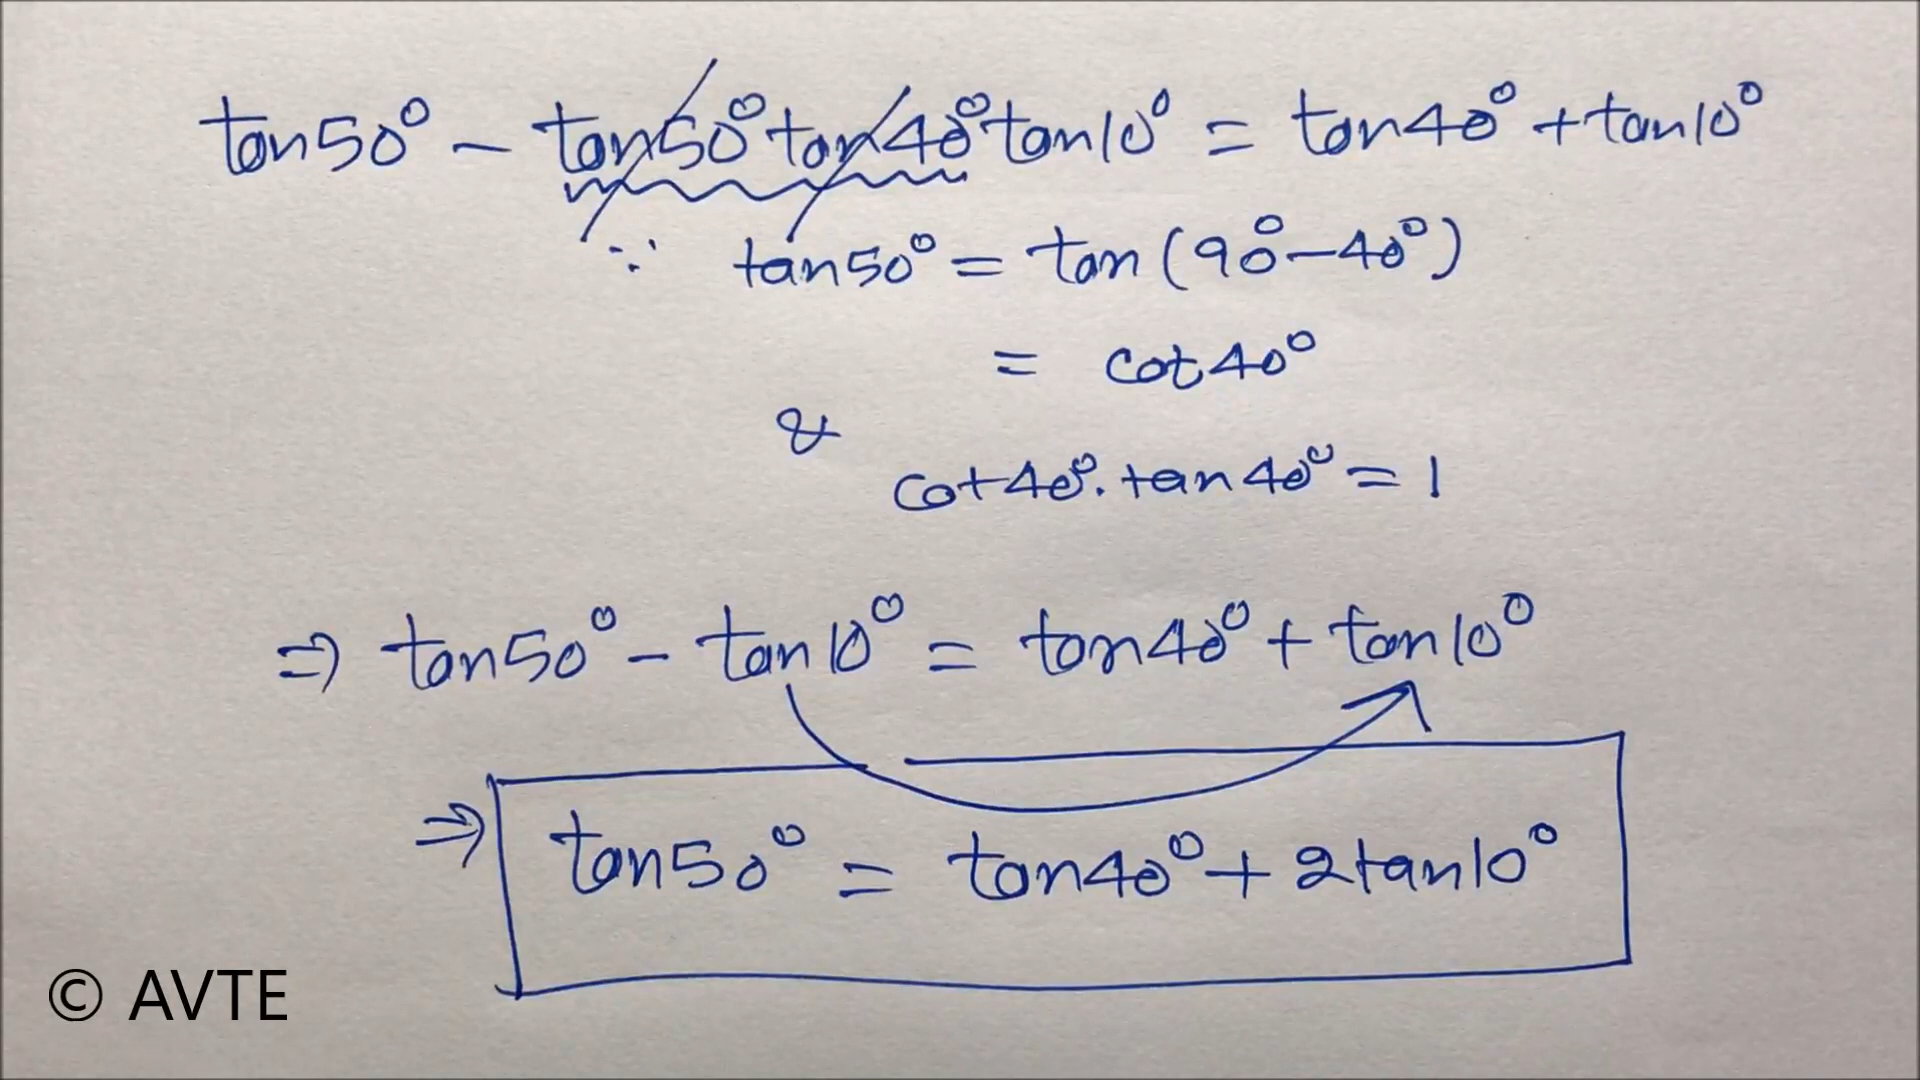 tan50° - tan50° tan40° tan10° = tan40° + tan10°
∵ tan50° = tan(90° - 40°)
= cot40°
&
cot40°. tan40° = 1
⇒ tan50° - tan10° = tan40° + tan10°
⇒ tan50° = tan40° + 2tan10°
© AVTE